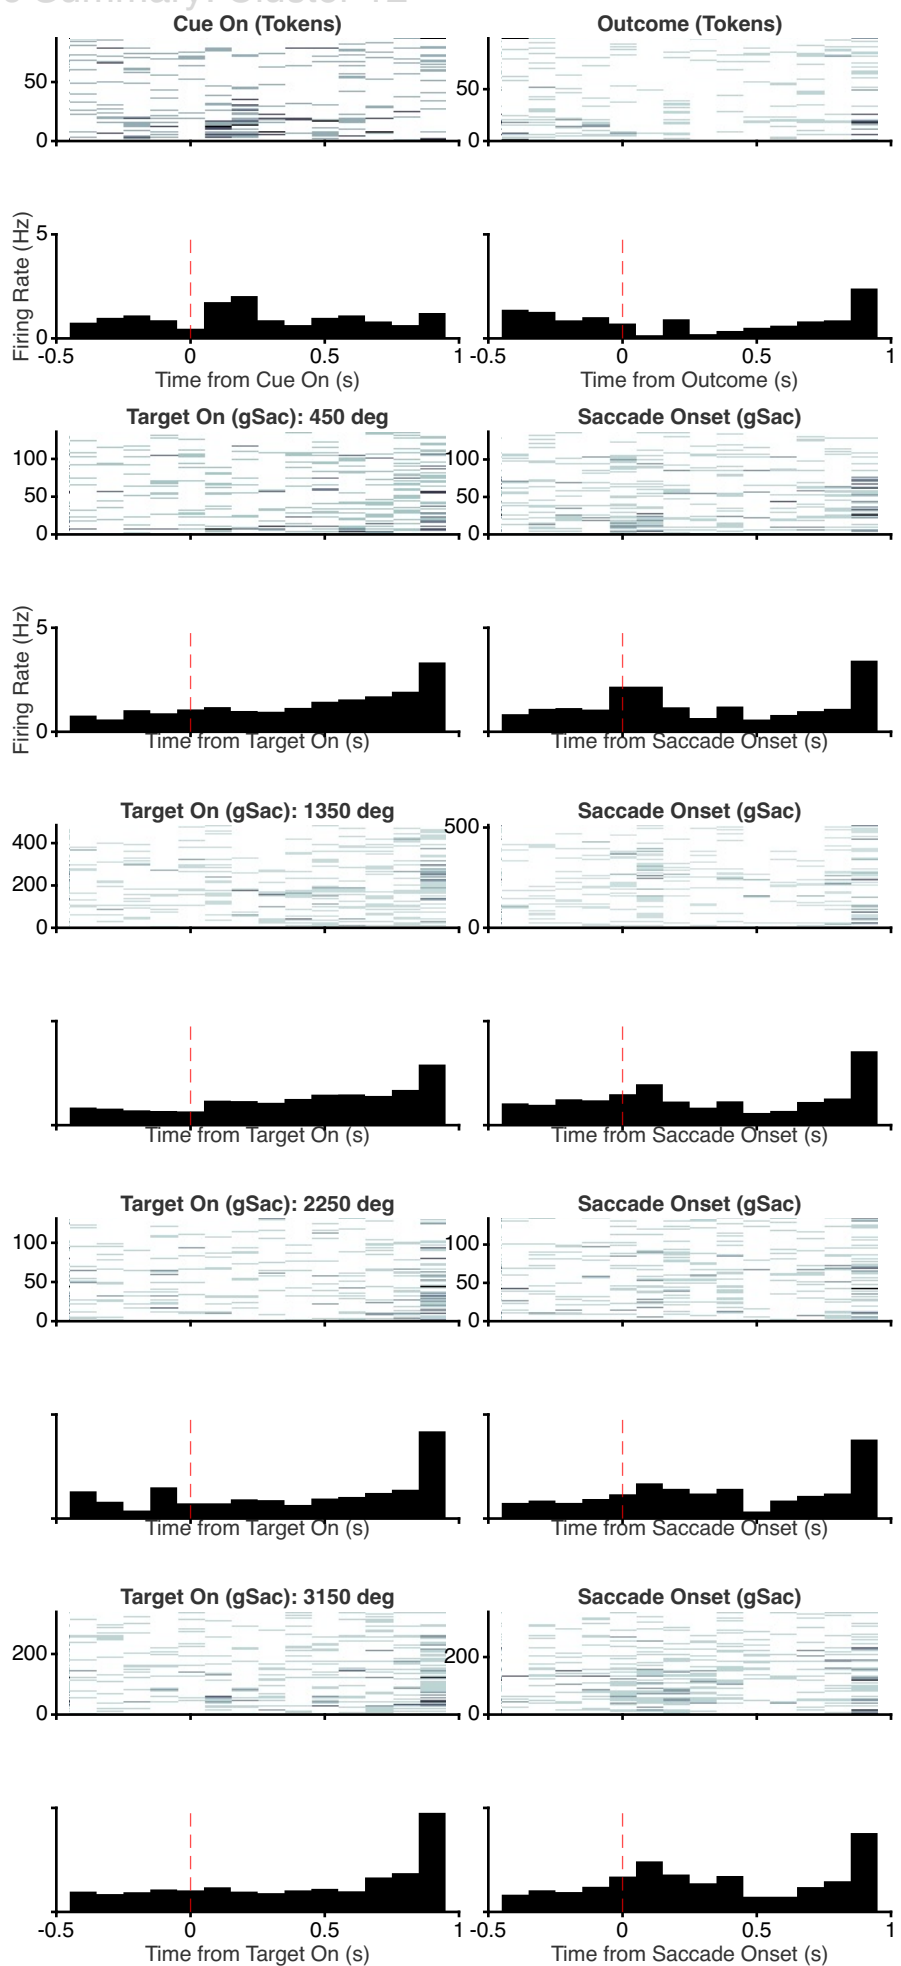 Summary: Cluster 12
Cue On (Tokens) Outcome (Tokens)
50 50
0 0
Firing Rate (Hz)
5
0
-0.5 0 0.5 1 -0.5 0 0.5 1
Time from Cue On (s) Time from Outcome (s)
Target On (gSac): 450 deg Saccade Onset (gSac)
100 100
50 50
0 0
Firing Rate (Hz)
5
0
Time from Target On (s) Time from Saccade Onset (s)
Target On (gSac): 1350 deg Saccade Onset (gSac)
400 500
200
0 0
Time from Target On (s) Time from Saccade Onset (s)
Target On (gSac): 2250 deg Saccade Onset (gSac)
100 100
50 50
0 0
Time from Target On (s) Time from Saccade Onset (s)
Target On (gSac): 3150 deg Saccade Onset (gSac)
200 200
0 0
-0.5 0 0.5 1 -0.5 0 0.5 1
Time from Target On (s) Time from Saccade Onset (s)